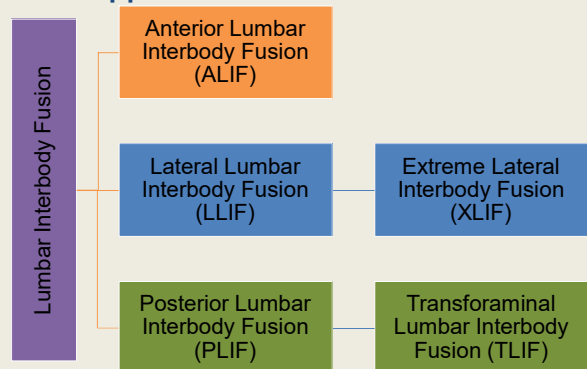 Lumbar Interbody Fusion
Anterior Lumbar
Interbody Fusion
(ALIF)
Lateral Lumbar
Interbody Fusion
(LLIF)
Extreme Lateral
Interbody Fusion
(XLIF)
Posterior Lumbar
Interbody Fusion
(PLIF)
Transforaminal
Lumbar Interbody
Fusion (TLIF)